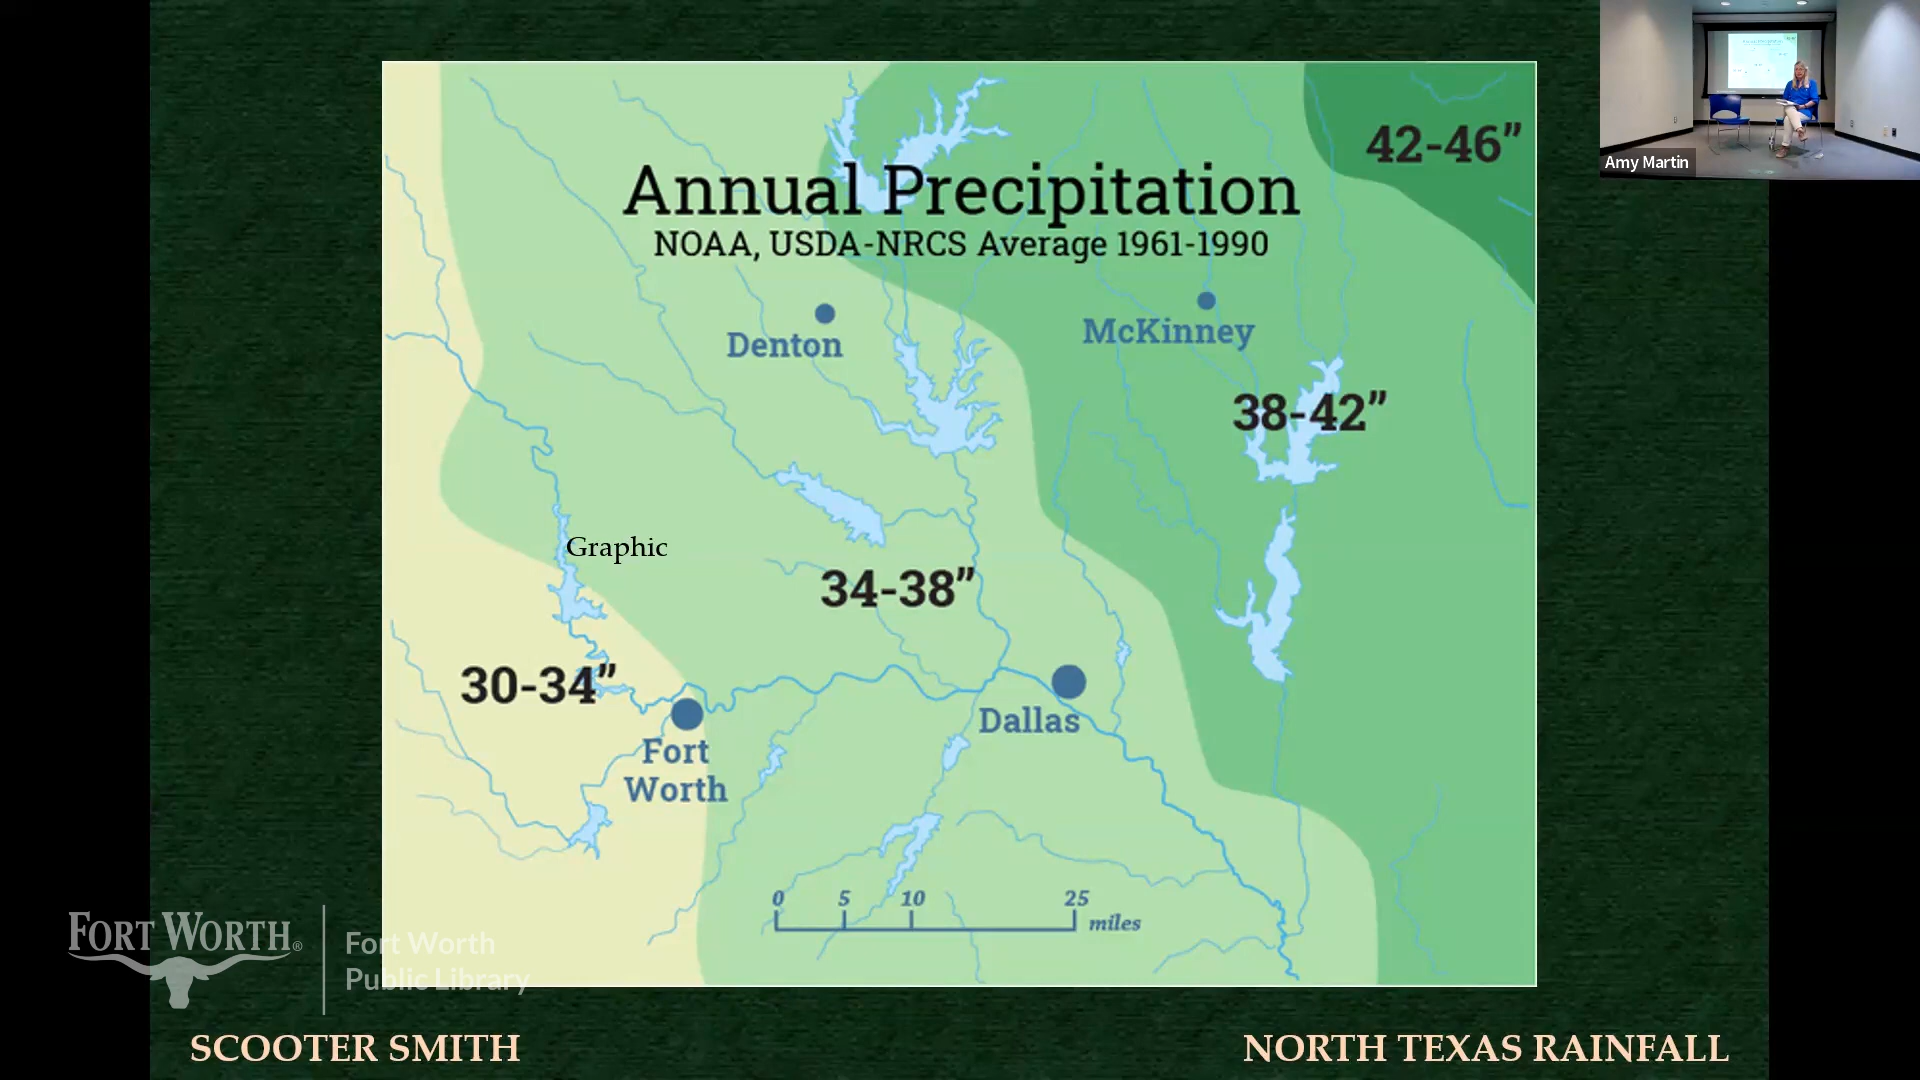 Annual Precipitation
NOAA, USDA-NRCS Average 1961-1990
42-46”
Amy Martin
Denton
McKinney
38-42”
Graphic
34-38”
30-34”
Fort
Worth
Dallas
0 5 10 25
miles
FORT WORTH®
Fort Worth
Public Library
SCOOTER SMITH
NORTH TEXAS RAINFALL